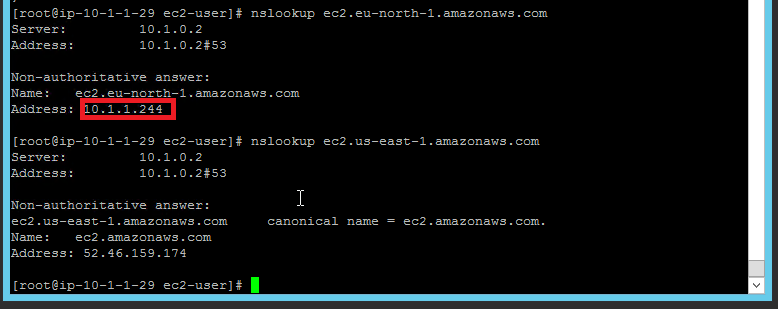 [root@ip-10-1-1-29 ec2-user]# nslookup ec2.eu-north-1.amazonaws.com
Server:         10.1.0.2
Address:        10.1.0.2#53
Non-authoritative answer:
Name:   ec2.eu-north-1.amazonaws.com
Address: 10.1.1.244
[root@ip-10-1-1-29 ec2-user]# nslookup ec2.us-east-1.amazonaws.com
Server:         10.1.0.2
Address:        10.1.0.2#53
Non-authoritative answer:
ec2.us-east-1.amazonaws.com     canonical name = ec2.amazonaws.com.
Name:   ec2.amazonaws.com
Address: 52.46.159.174
[root@ip-10-1-1-29 ec2-user]#